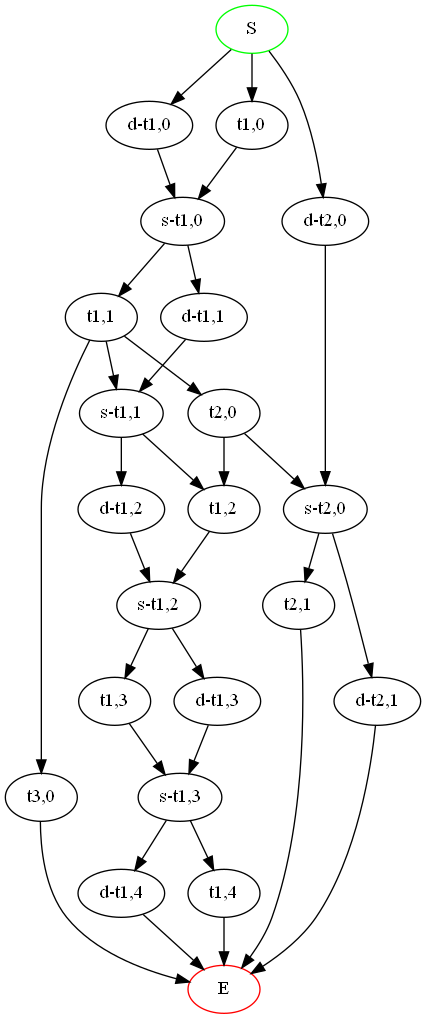 S
d-t1,0
t1,0
s-t1,0
d-t2,0
t1,1
d-t1,1
s-t1,1
t2,0
d-t1,2
t1,2
s-t2,0
s-t1,2
t2,1
t1,3
d-t1,3
d-t2,1
t3,0
s-t1,3
d-t1,4
t1,4
E